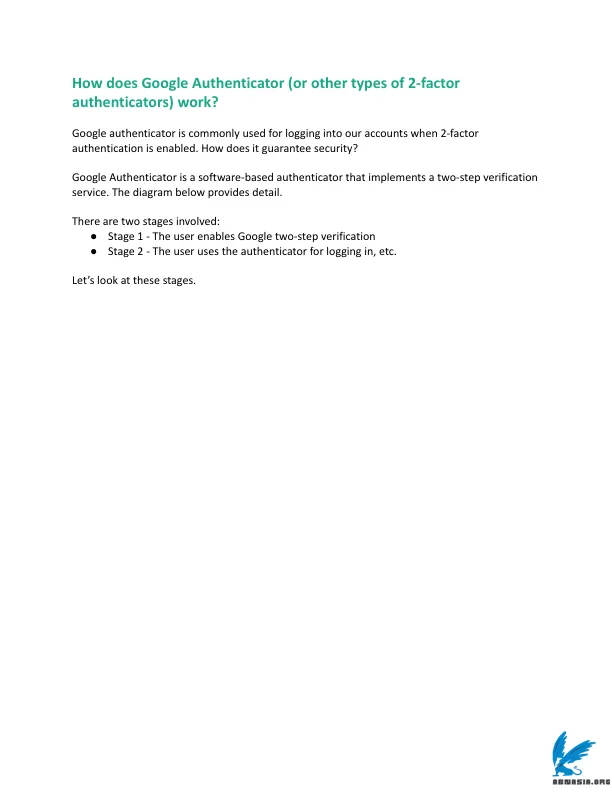 How does Google Authenticator (or other types of 2-factor
authenticators) work?
Google authenticator is commonly used for logging into our accounts when 2-factor
authentication is enabled. How does it guarantee security?
Google Authenticator is a software-based authenticator that implements a two-step verification
service. The diagram below provides detail.
There are two stages involved:
● Stage 1 - The user enables Google two-step verification
● Stage 2 - The user uses the authenticator for logging in, etc.
Let’s look at these stages.
ABNASIA.ORG